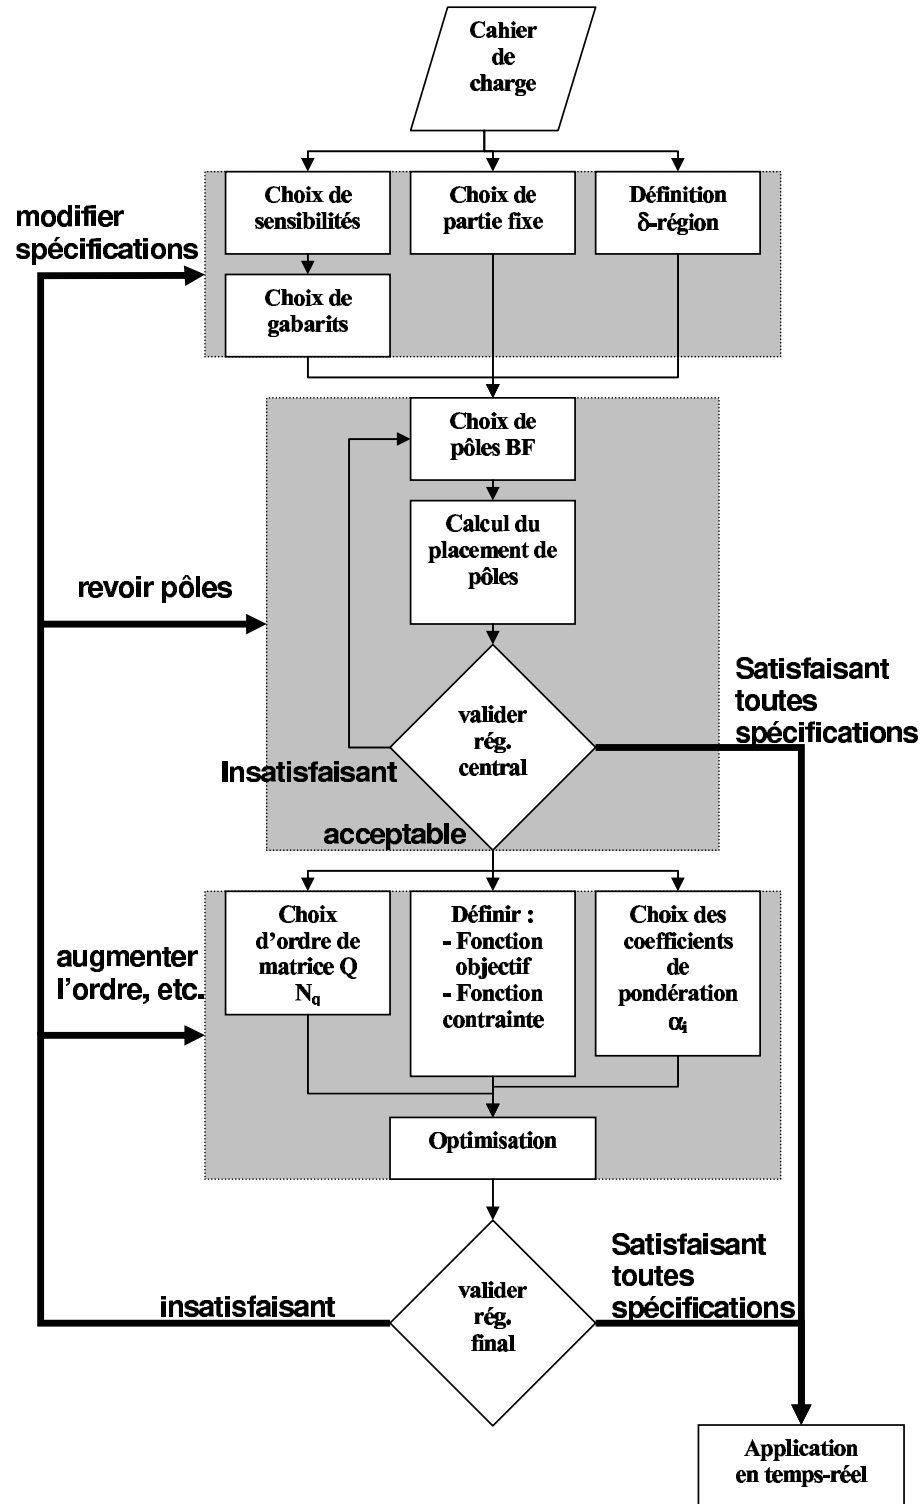 Cahier
de
charge
Choix de
sensibilités
Choix de
partie fixe
Définition
δ-région
modifier
spécifications
Choix de
gabarits
Choix de
pôles BF
Calcul du
placement de
pôles
revoir pôles
valider
rég.
central
Satisfaisant
toutes
spécifications
Insatisfaisant
acceptable
Choix
d'ordre de
matrice Q
Nq
Définir :
- Fonction
objectif
- Fonction
contrainte
Choix des
coefficients
de
pondération
αi
augmenter
l'ordre, etc.
Optimisation
valider
rég.
final
insatisfaisant
Satisfaisant
toutes
spécifications
Application
en temps-réel